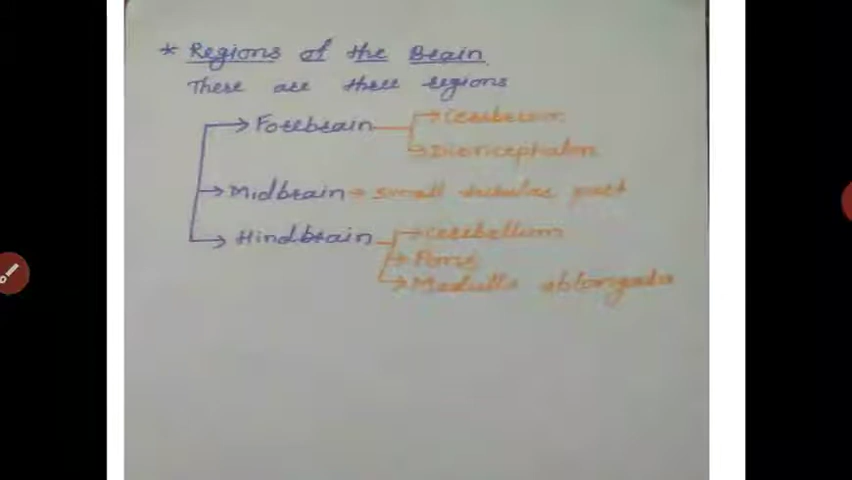 * Regions of the Brain
There are three regions
Forebrain
Cerebrum
Diencephalon
Midbrain → small tubular part
Hindbrain
Cerebellum
Pons
Medulla oblongata